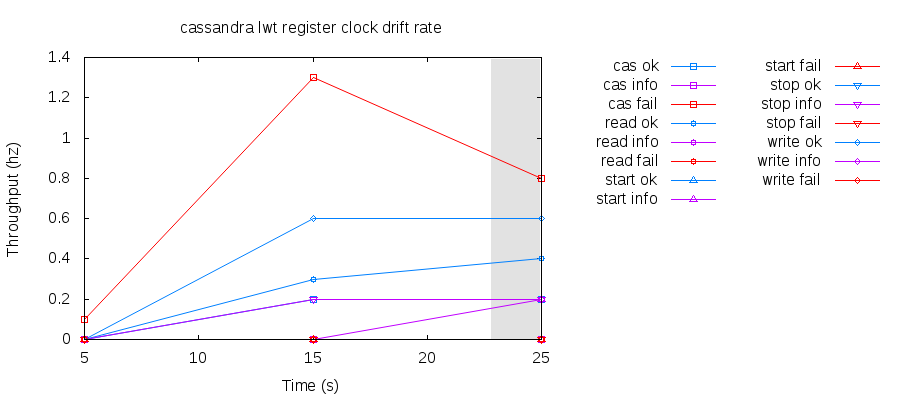 cassandra lwt register clock drift rate
Throughput (hz)
1.4
1.2
1
0.8
0.6
0.4
0.2
0
5
10
15
20
25
Time (s)
cas ok
cas info
cas fail
read ok
read info
read fail
start ok
start info
start fail
stop ok
stop info
stop fail
write ok
write info
write fail